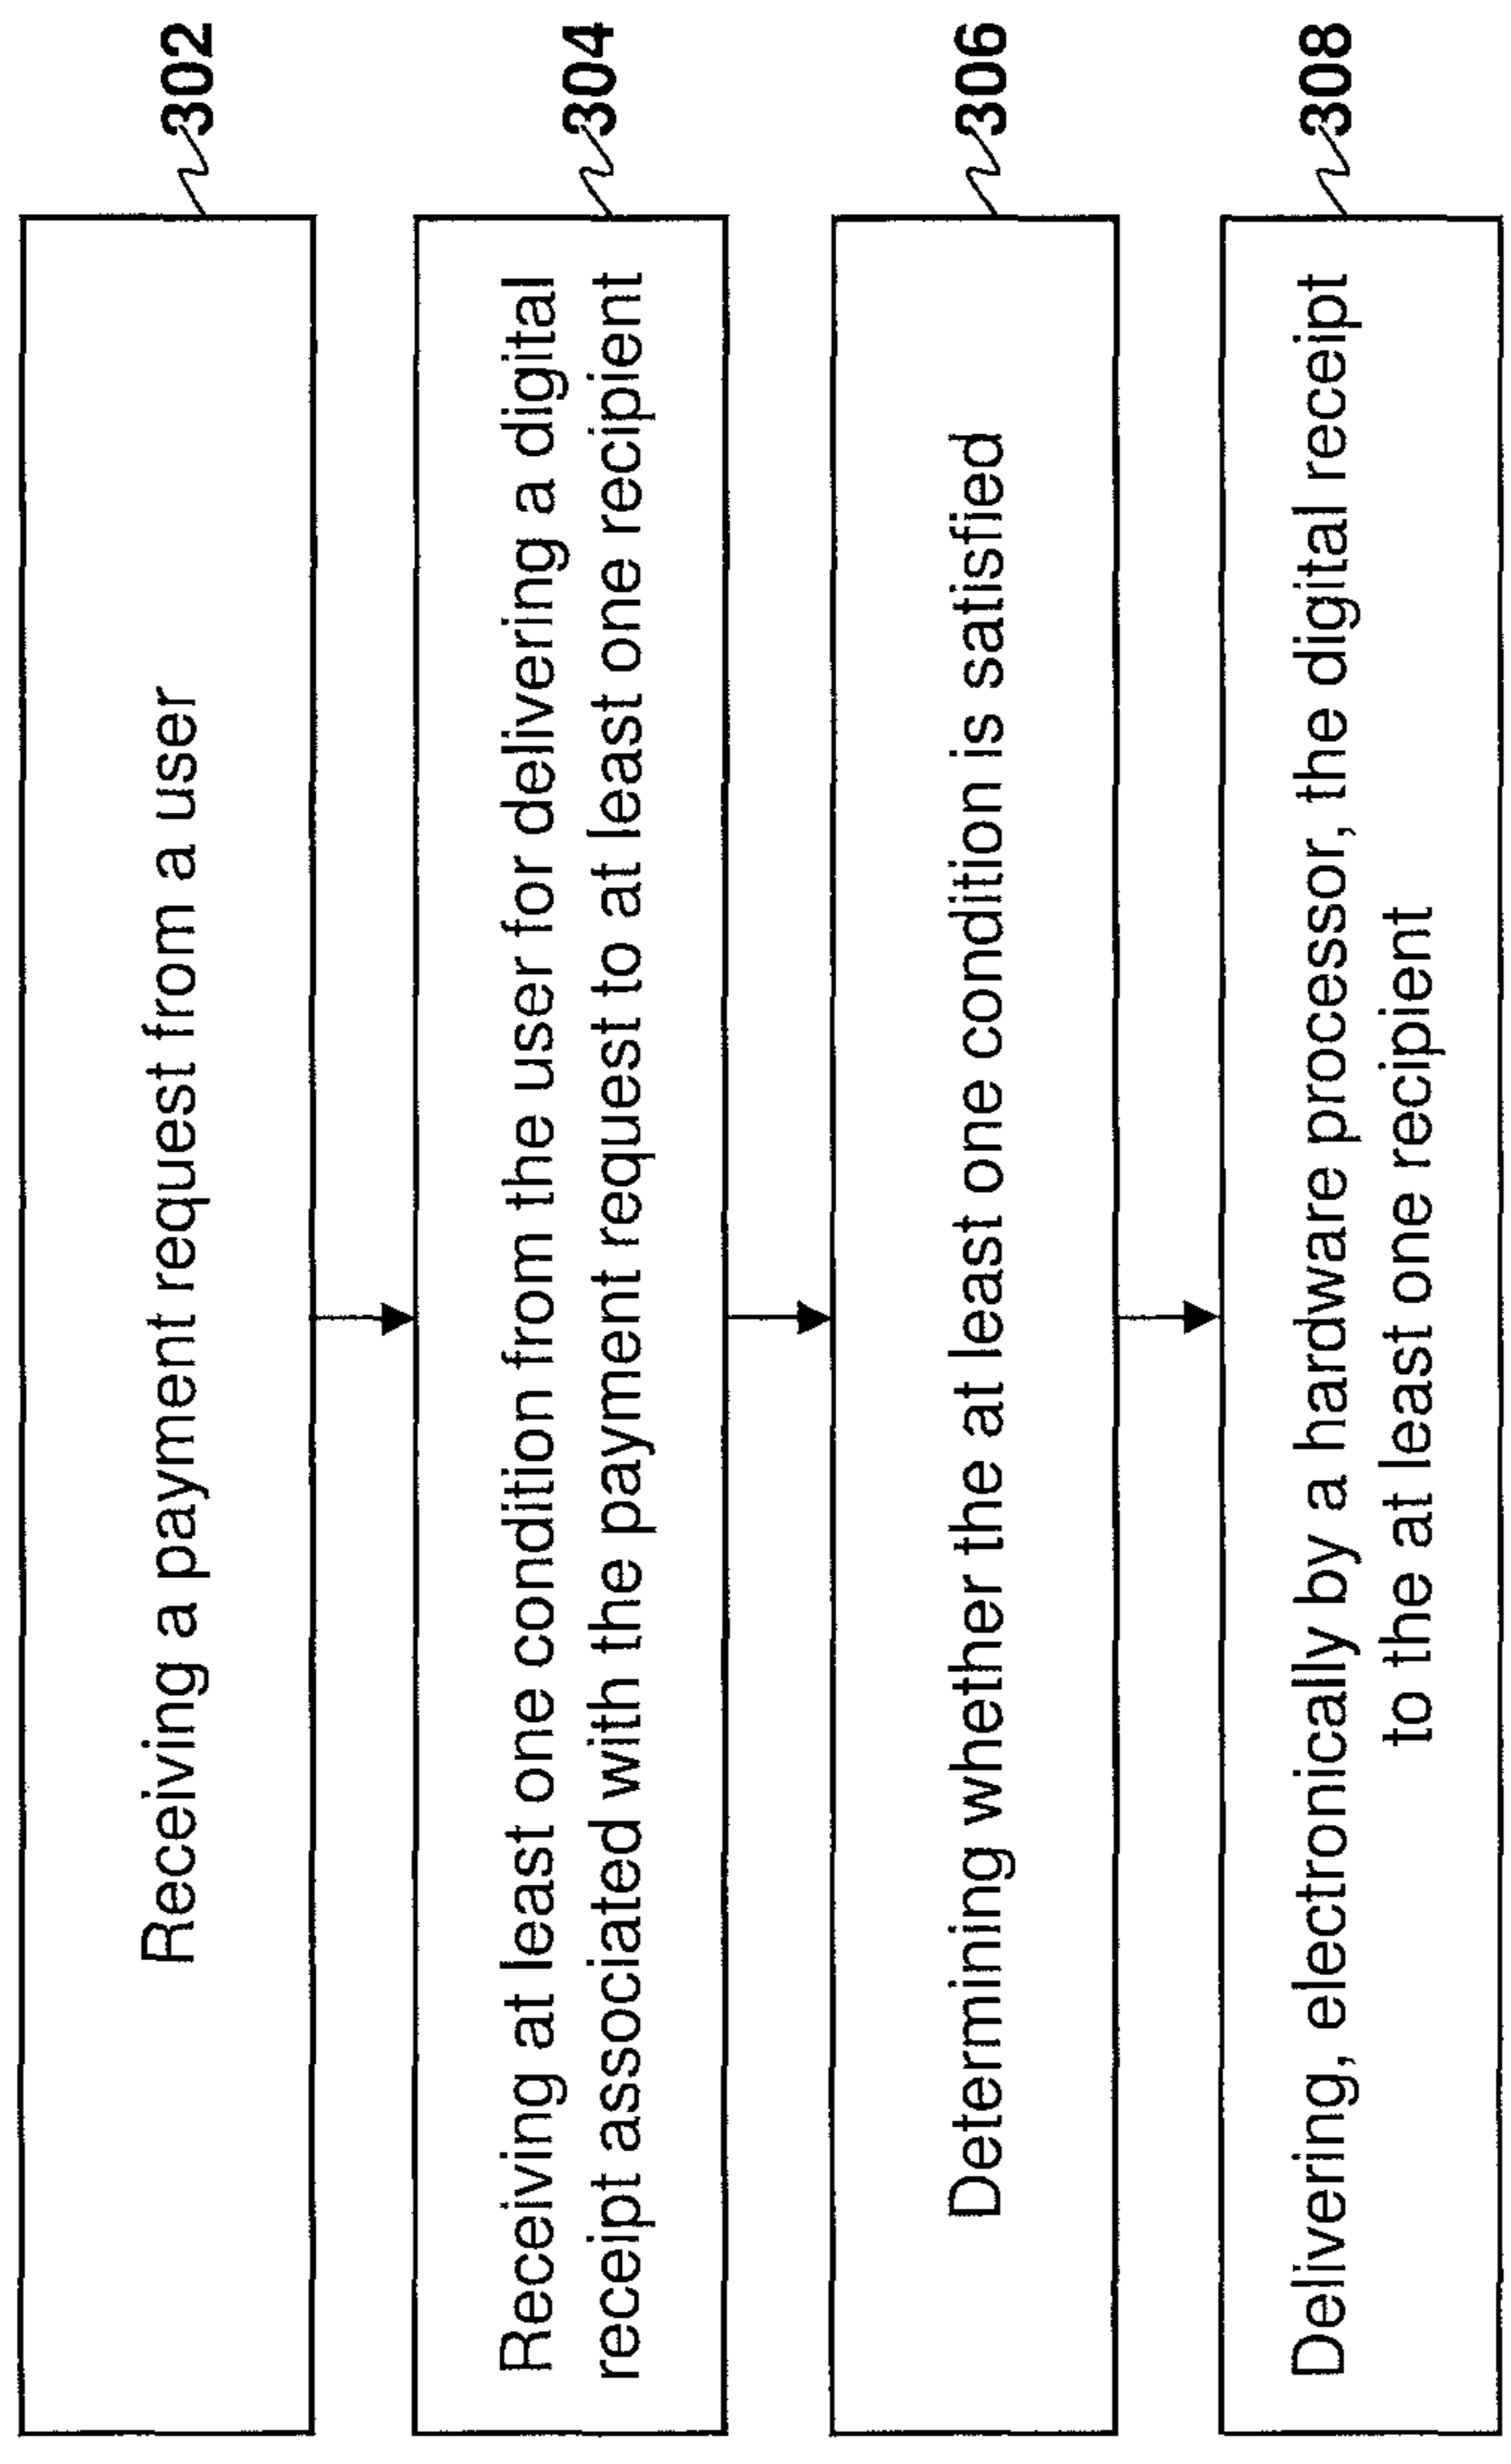 Receiving a payment request from a user
302
Receiving at least one condition from the user for delivering a digital
receipt associated with the payment request to at least one recipient
304
Determining whether the at least one condition is satisfied
306
Delivering, electronically by a hardware processor, the digital receipt
to the at least one recipient
308